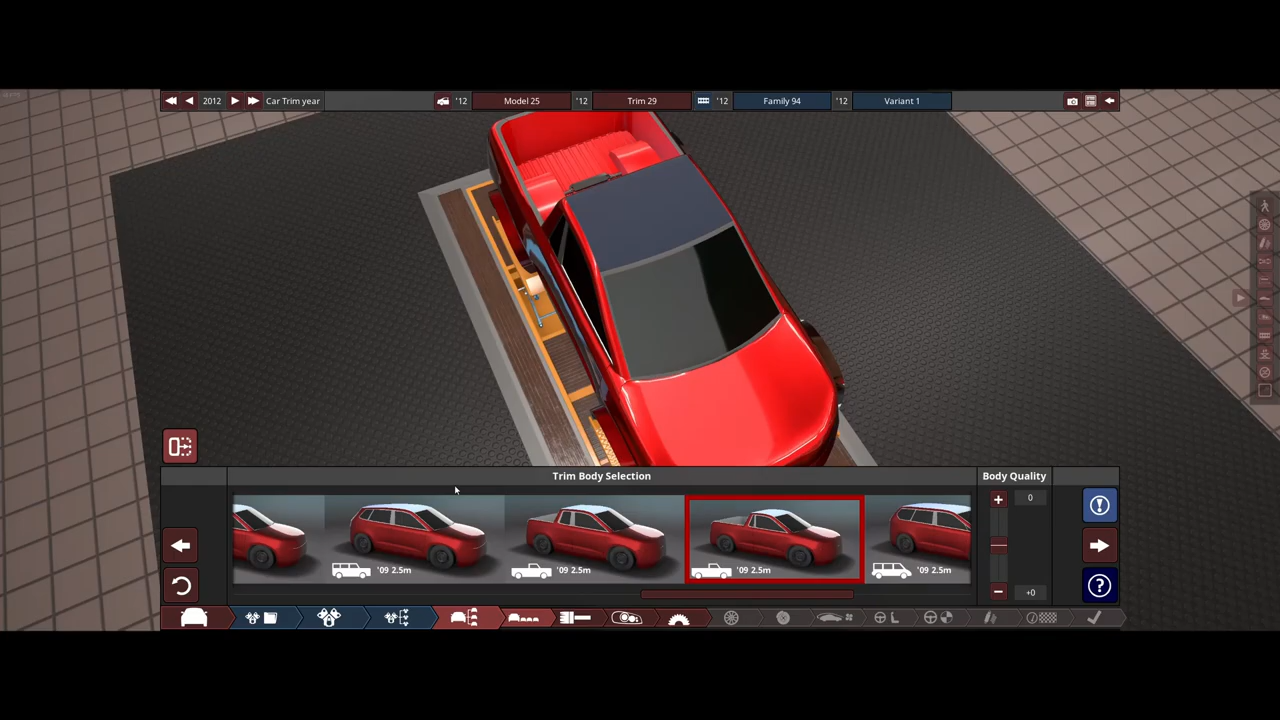 2012
Car Trim year
'12
Model 25
'12
Trim 29
'12
Family 94
'12
Variant 1
Trim Body Selection
Body Quality
+
0
'09 2.5m
'09 2.5m
'09 2.5m
'09 2.5m
+0
?